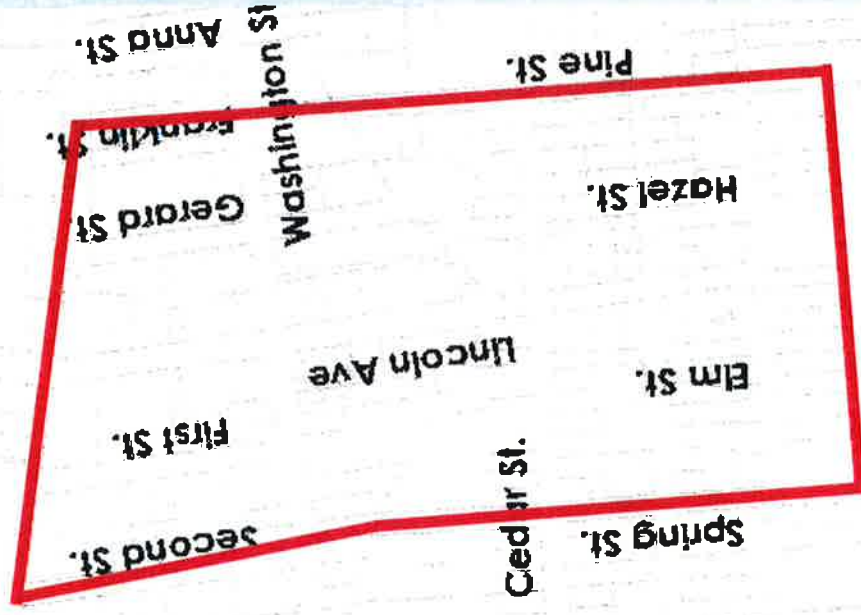 Spring St.
Second St.
Cedar St.
Elm St.
First St.
Lincoln Ave
Hazel St.
Gerard St
Washington St
Franklin St.
Pine St.
Anna St.